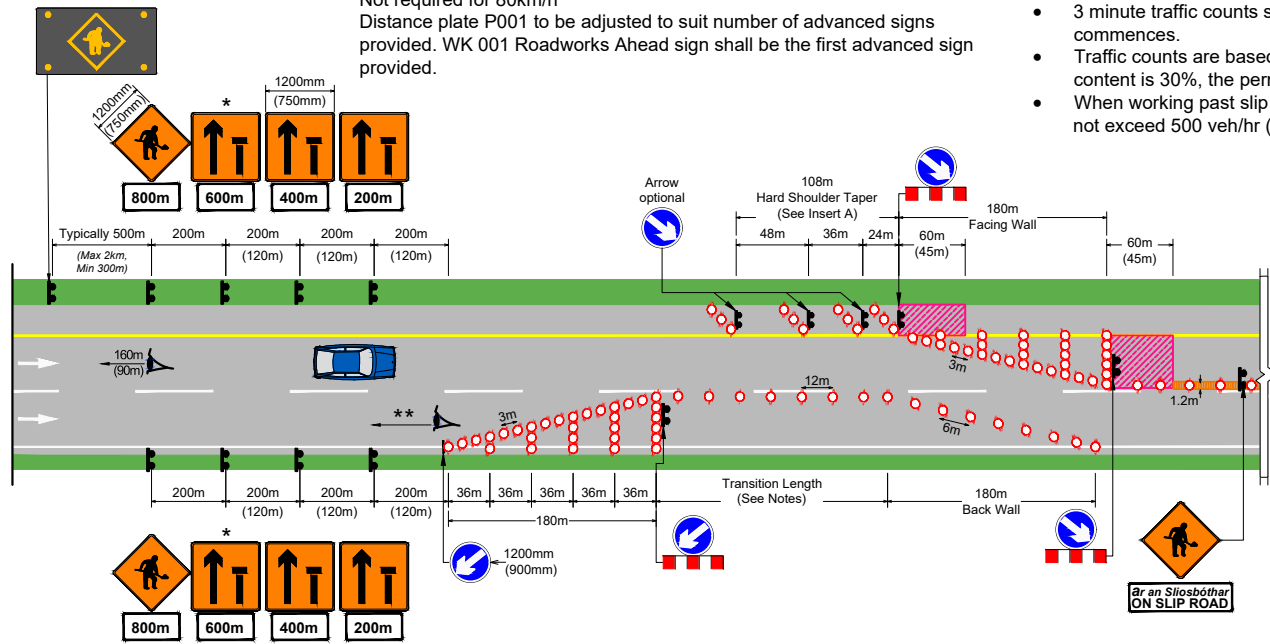 Not required for 80km/h
Distance plate P001 to be adjusted to suit number of advanced signs
provided. WK 001 Roadworks Ahead sign shall be the first advanced sign
provided.
• 3 minute traffic counts s
commences.
• Traffic counts are based
content is 30%, the perm
• When working past slip
not exceed 500 veh/hr (
1200mm
(750mm)
*
1200mm
(750mm)
800m
600m
400m
200m
Typically 500m
(Max 2km,
Min 300m)
200m
200m
(120m)
200m
(120m)
200m
(120m)
Arrow
optional
108m
Hard Shoulder Taper
(See Insert A)
48m
36m
24m
180m
Facing Wall
60m
(45m)
60m
(45m)
160m
(90m)
**
3m
12m
6m
3m
1.2m
200m
200m
(120m)
200m
(120m)
200m
(120m)
36m
36m
36m
36m
36m
180m
Transition Length
(See Notes)
180m
Back Wall
*
1200mm
(900mm)
800m
600m
400m
200m
ar an Sliosbóthar
ON SLIP ROAD